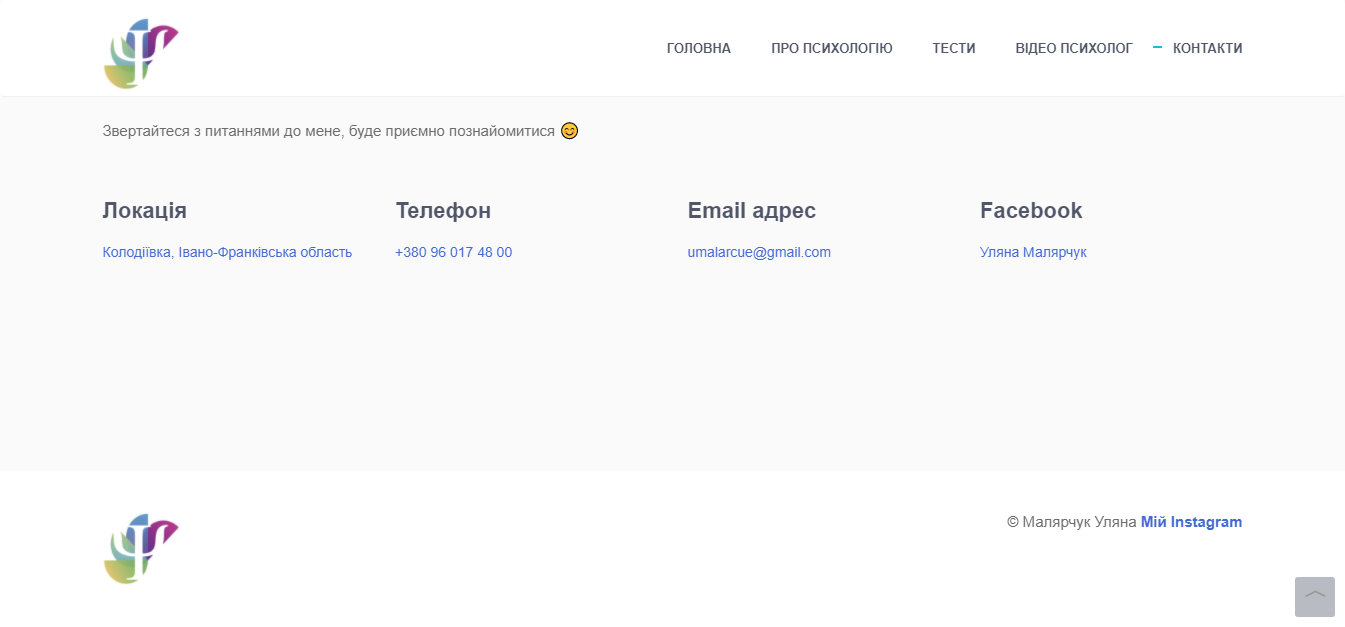 ГОЛОВНА ПРО ПСИХОЛОГІЮ ТЕСТИ ВІДЕО ПСИХОЛОГ КОНТАКТИ
Звертайтеся з питаннями до мене, буде приємно познайомитися 😊
Локація Телефон Email адрес Facebook
Колодіївка, Івано-Франківська область +380 96 017 48 00 umalarcue@gmail.com Уляна Малярчук
© Малярчук Уляна Мій Instagram